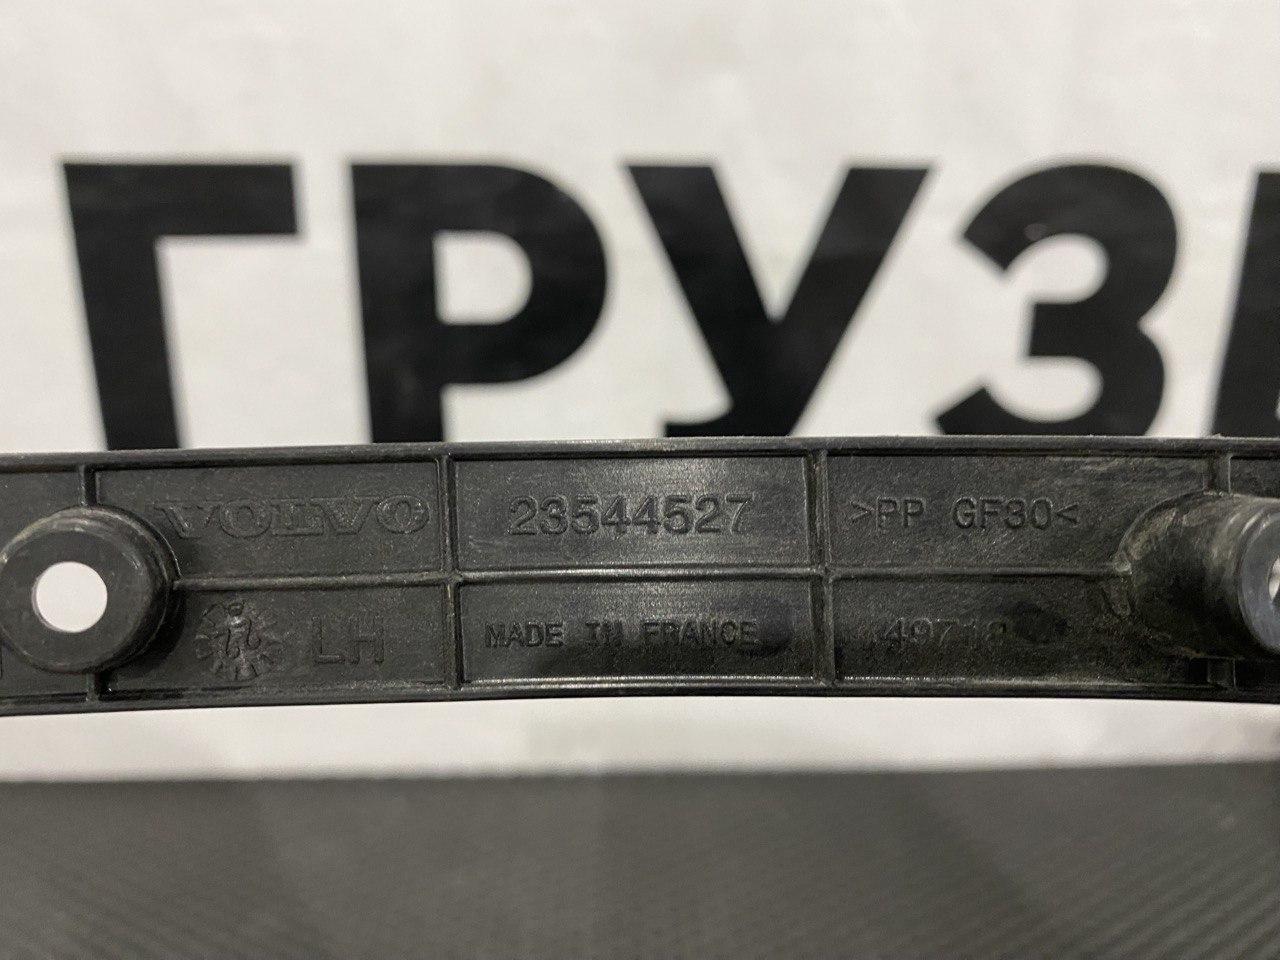 ГРУЗ
VOLVO 23544527 >PP GF30<
LH MADE IN FRANCE